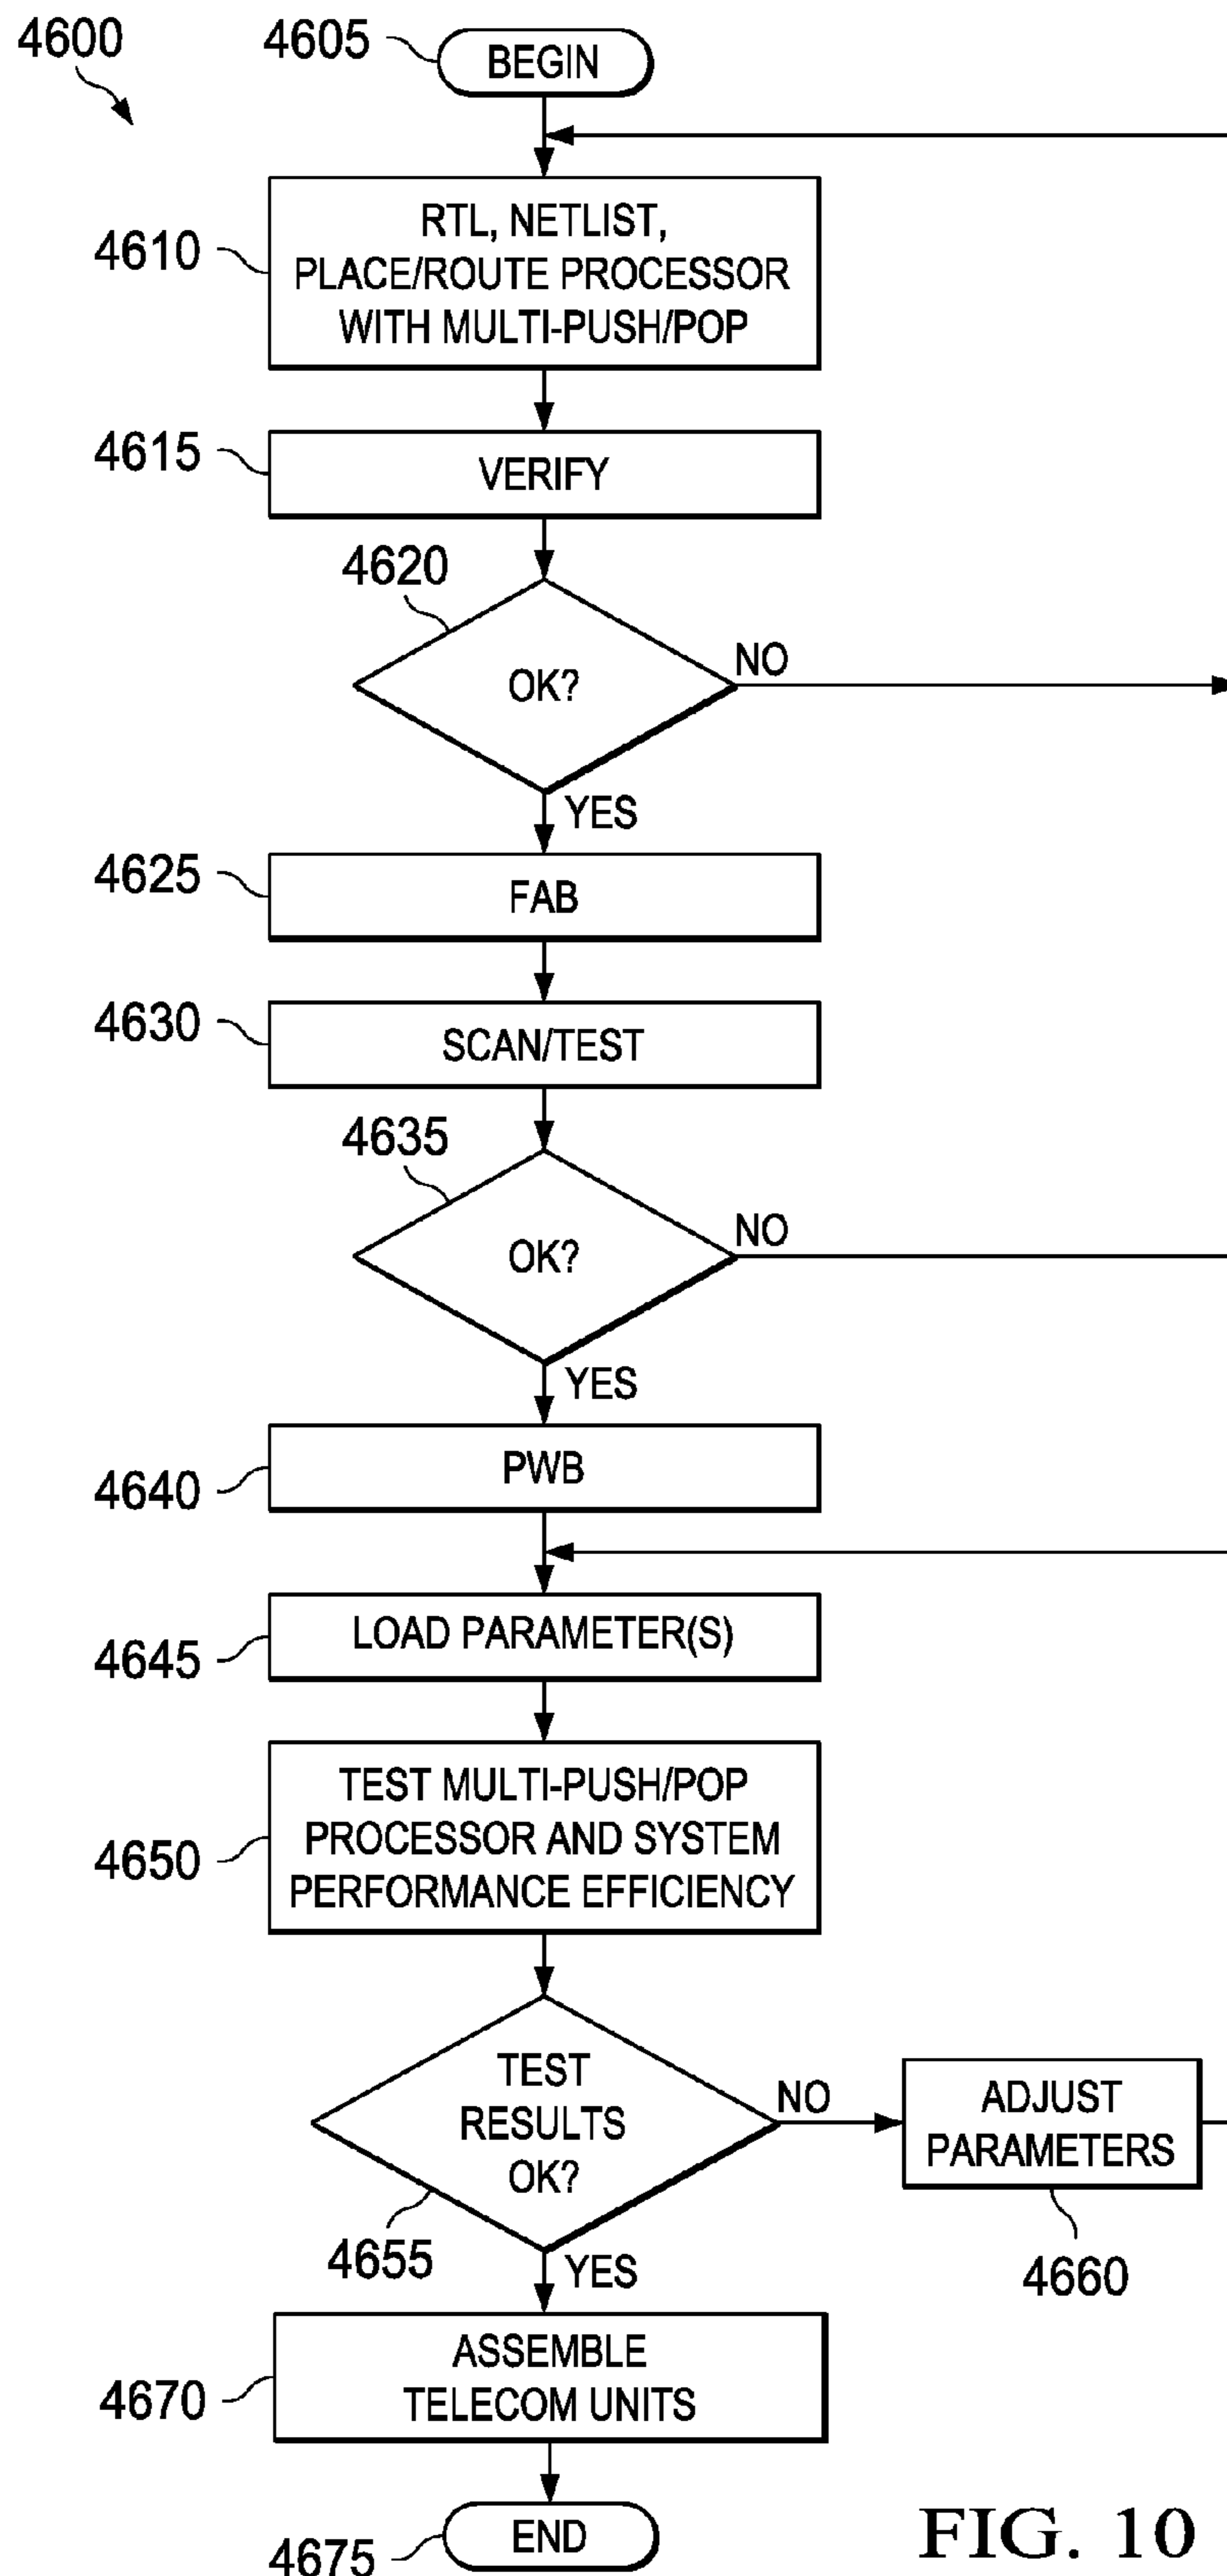 4600
4605
BEGIN
4610
RTL, NETLIST,
PLACE/ROUTE PROCESSOR
WITH MULTI-PUSH/POP
4615
VERIFY
4620
OK?
NO
YES
4625
FAB
4630
SCAN/TEST
4635
OK?
NO
YES
4640
PWB
4645
LOAD PARAMETER(S)
4650
TEST MULTI-PUSH/POP
PROCESSOR AND SYSTEM
PERFORMANCE EFFICIENCY
TEST
RESULTS
OK?
4655
NO
ADJUST
PARAMETERS
4660
YES
4670
ASSEMBLE
TELECOM UNITS
4675
END
FIG. 10